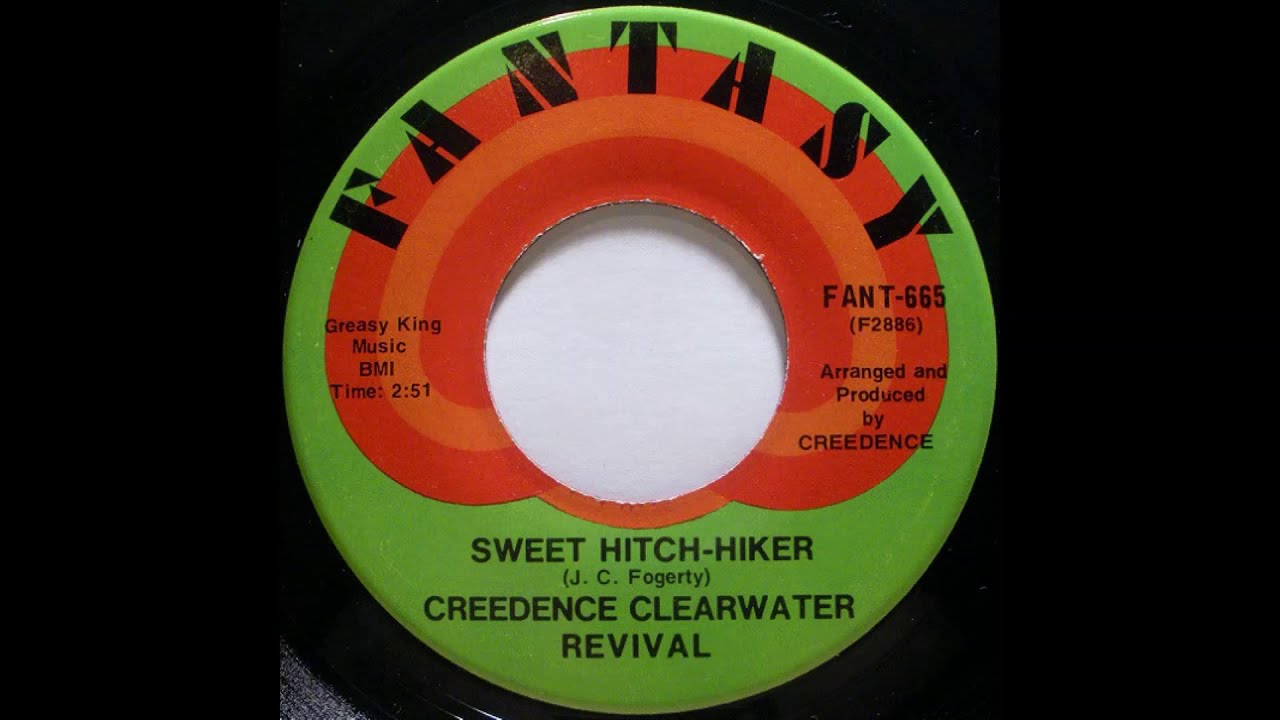 FANTASY
FANT-665
(F2886)
Greasy King
Music
BMI
Time: 2:51
Arranged and
Produced
by
CREEDENCE
SWEET HITCH-HIKER
(J. C. Fogerty)
CREEDENCE CLEARWATER
REVIVAL